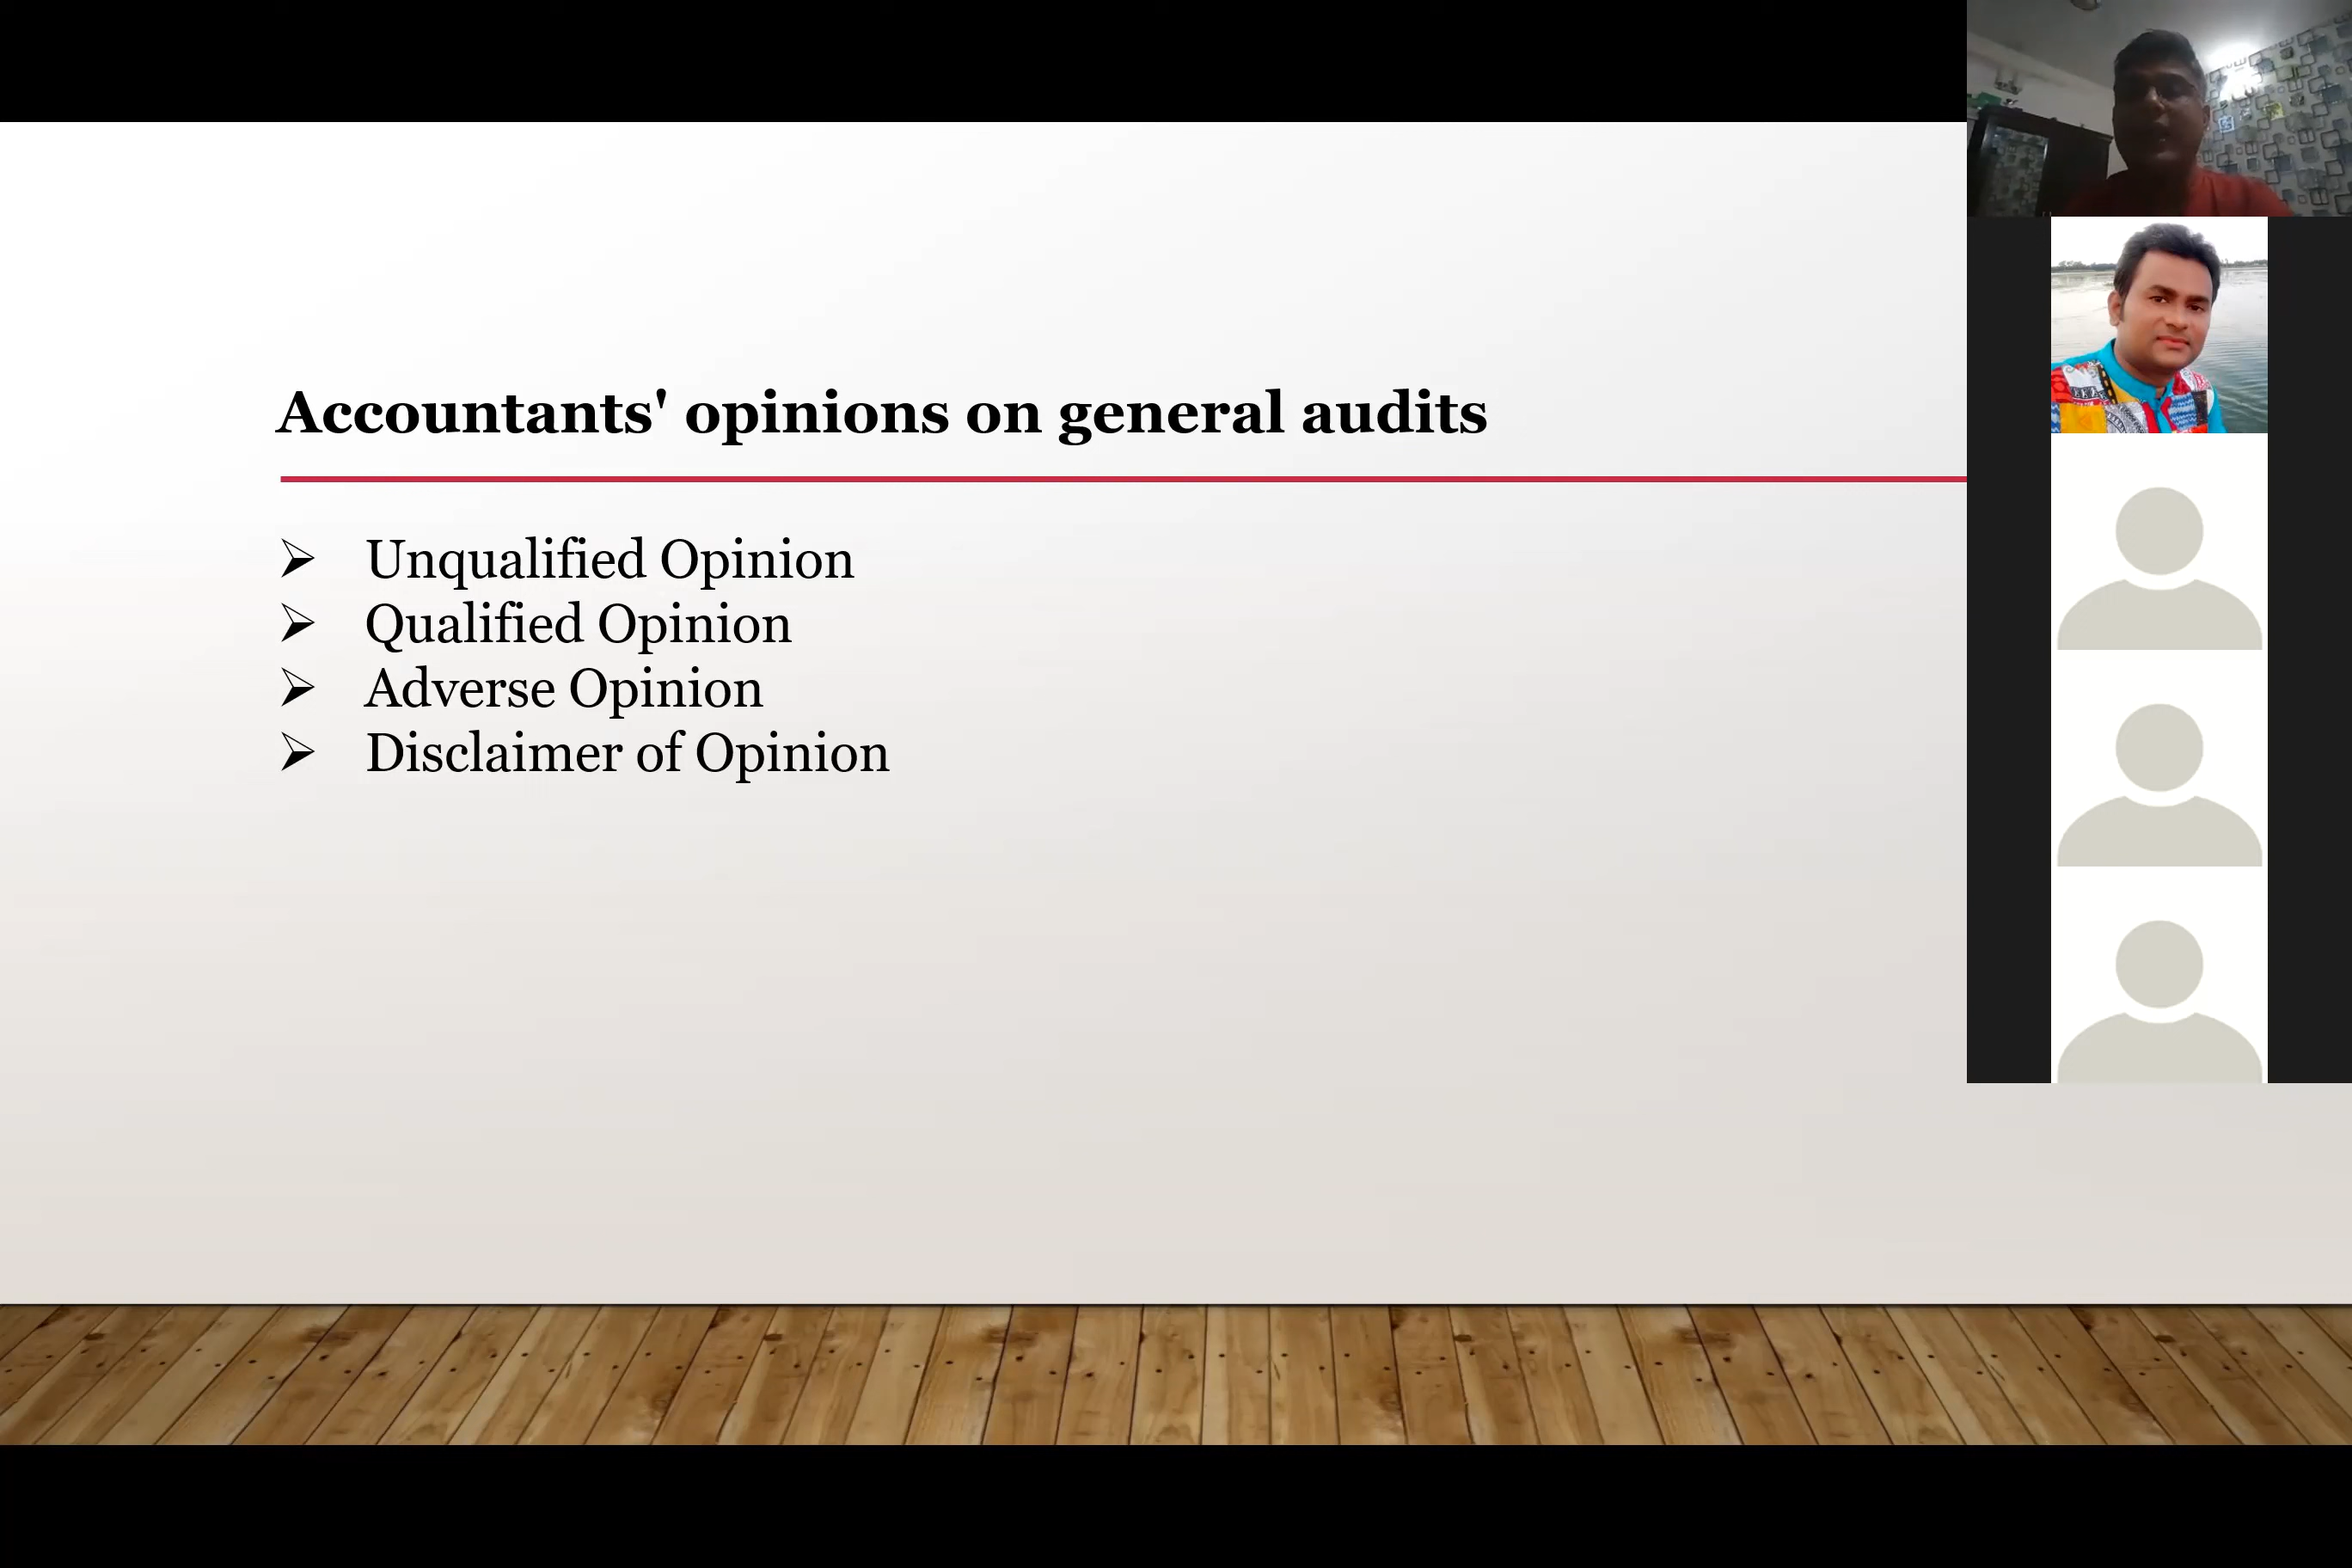 Accountants' opinions on general audits
Unqualified Opinion
Qualified Opinion
Adverse Opinion
Disclaimer of Opinion